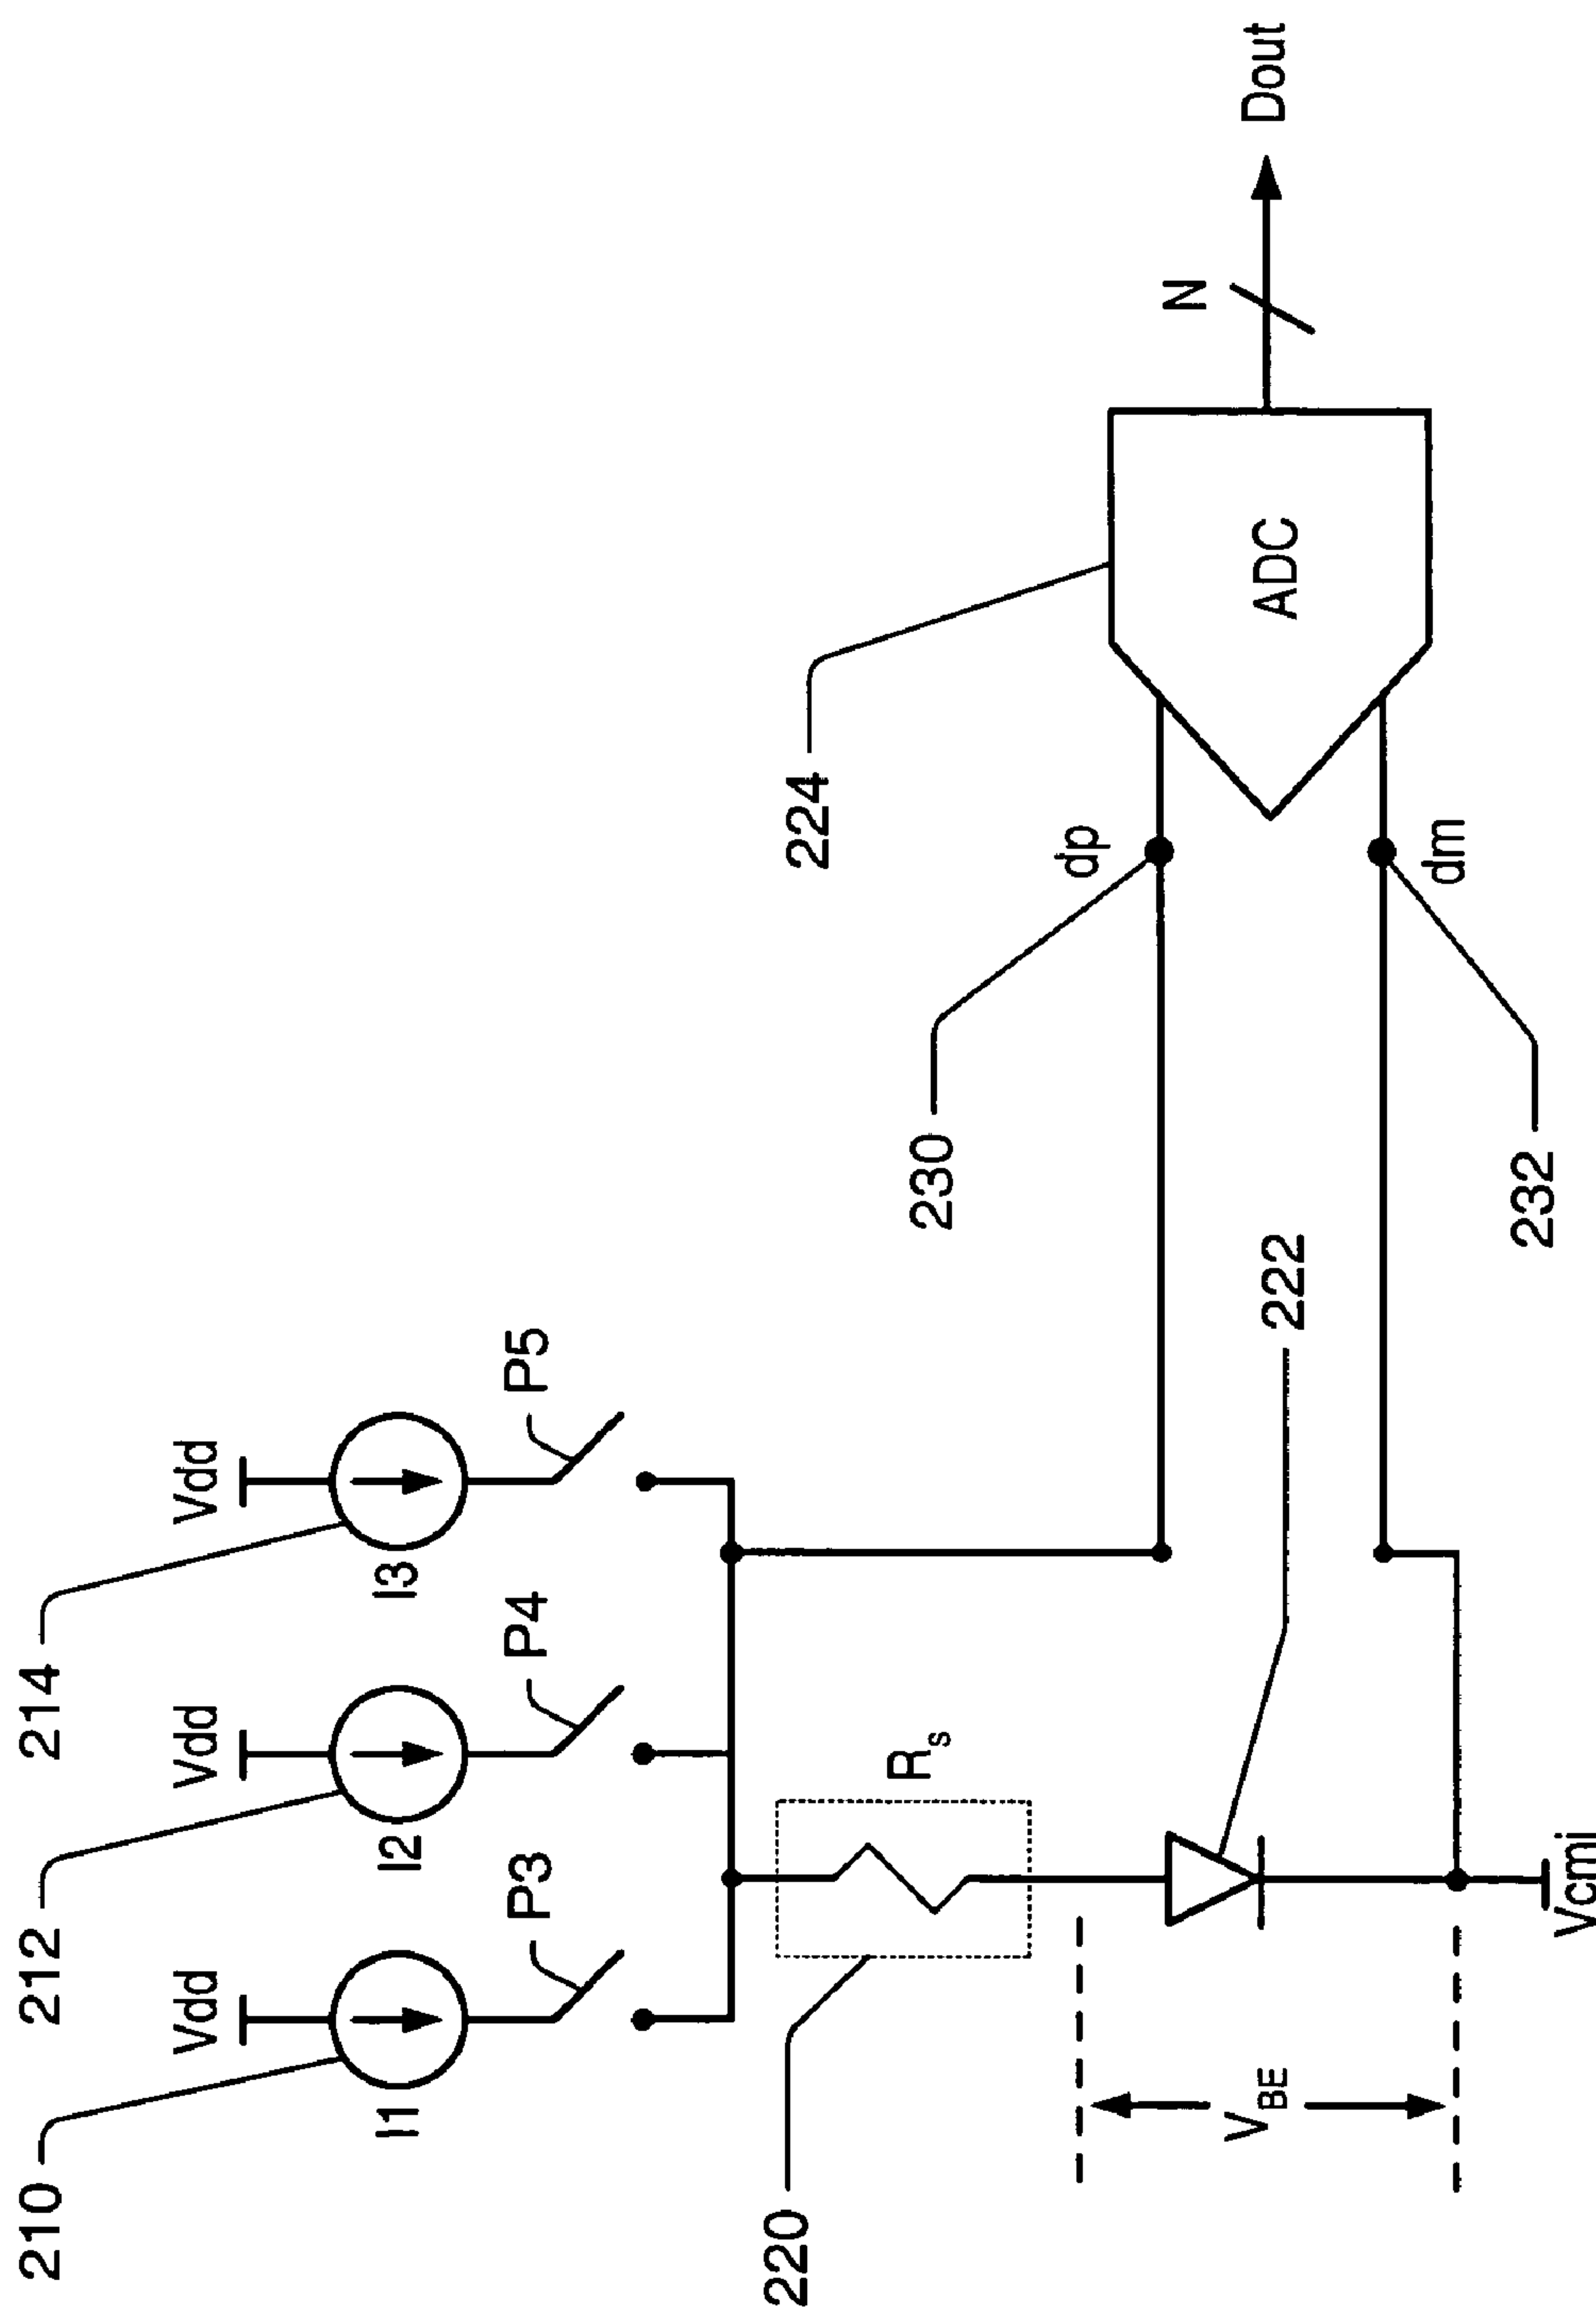 210
212
214
Vdd
Vdd
Vdd
I1
I2
I3
P3
P4
P5
220
Rs
VBE
222
Vcmi
230
232
224
dp
dm
ADC
N
Dout